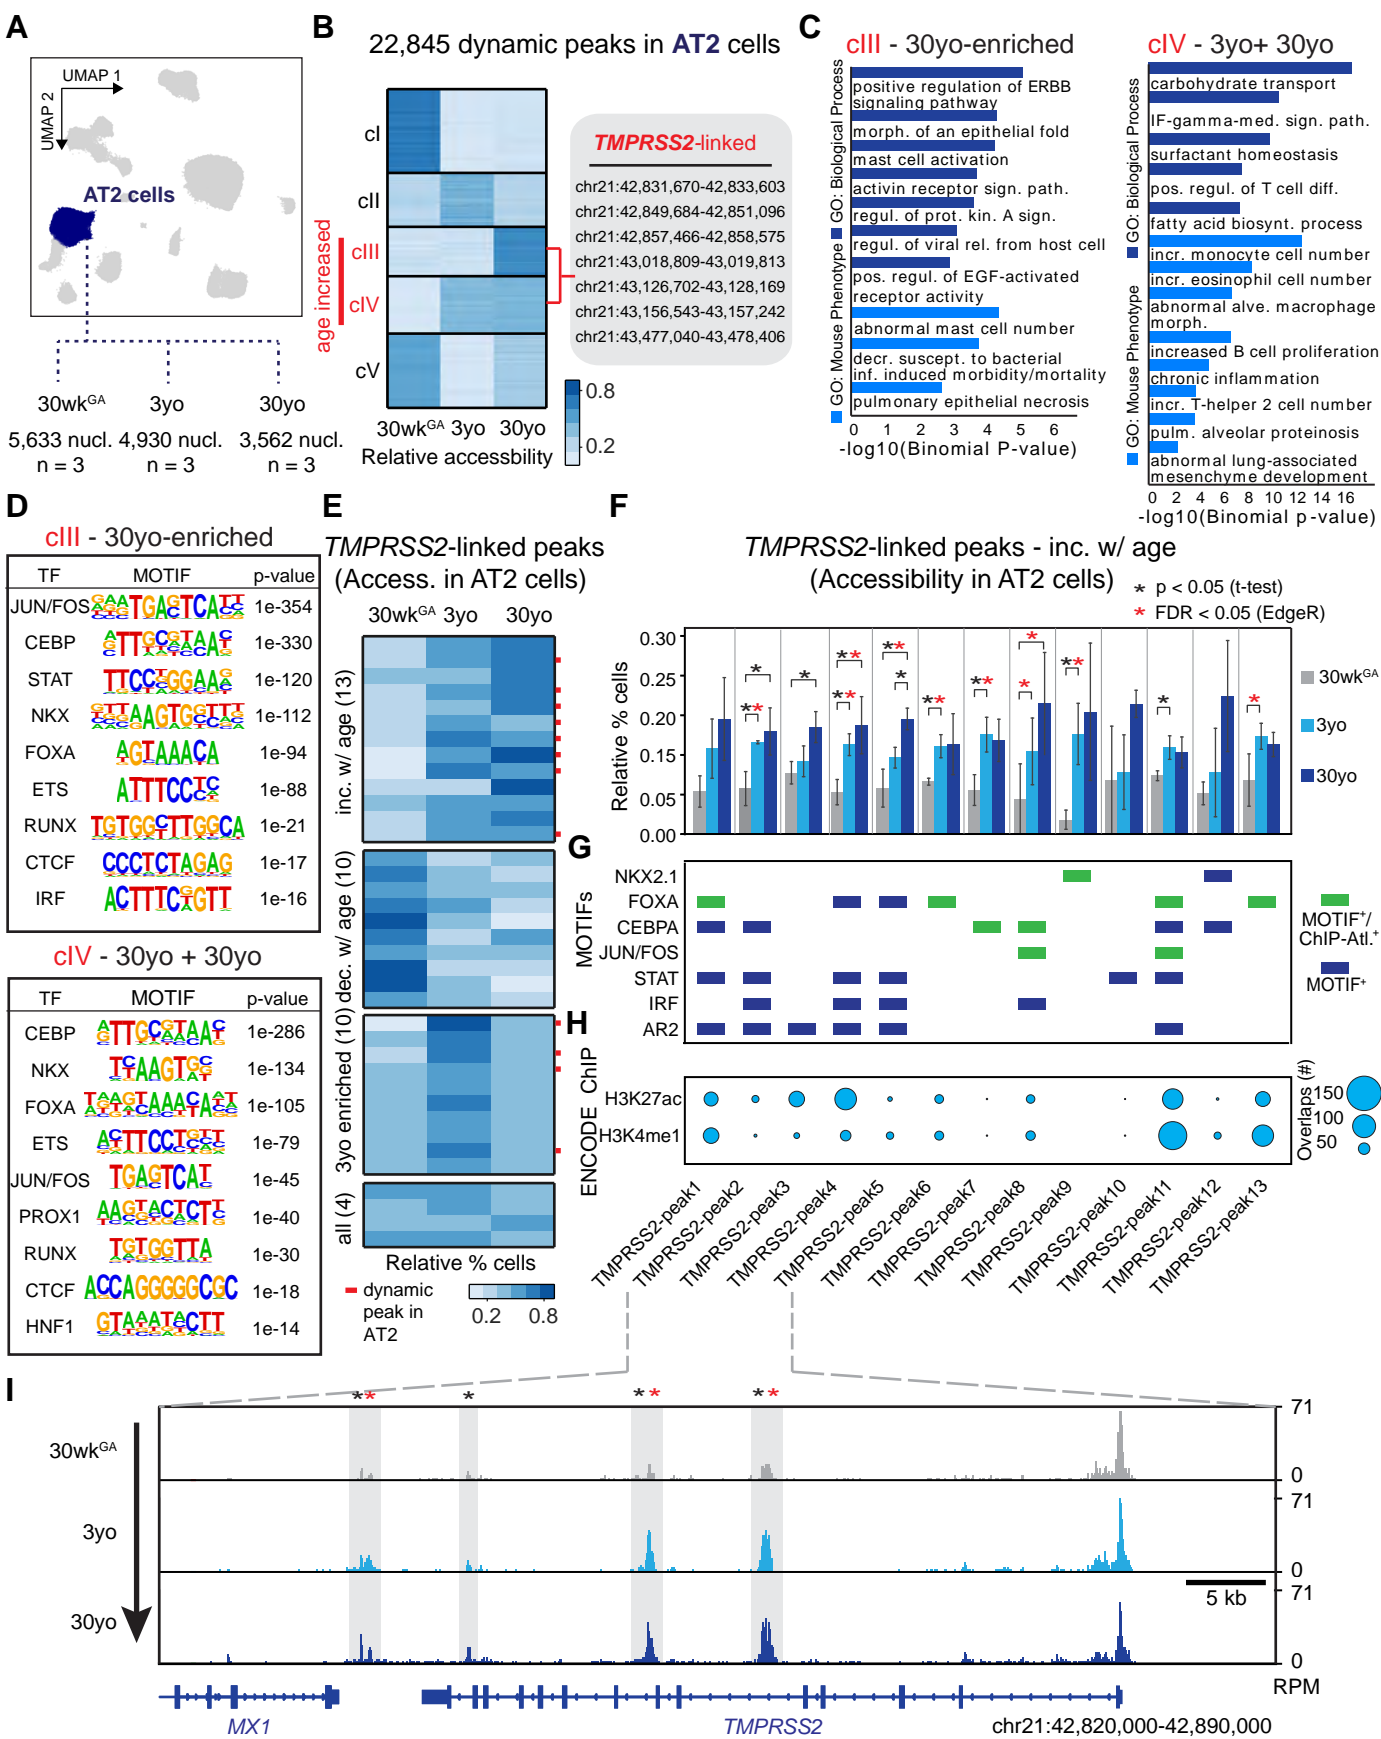 A
UMAP 1
UMAP 2
AT2 cells
30wkGA
3yo
30yo
5,633 nucl.
4,930 nucl.
3,562 nucl.
n = 3
n = 3
n = 3
B
22,845 dynamic peaks in AT2 cells
cI
cII
cIII
cIV
cV
age increased
30wkGA 3yo 30yo
Relative accessbility
0.8
0.2
TMPRSS2-linked
chr21:42,831,670-42,833,603
chr21:42,849,684-42,851,096
chr21:42,857,466-42,858,575
chr21:43,018,809-43,019,813
chr21:43,126,702-43,128,169
chr21:43,156,543-43,157,242
chr21:43,477,040-43,478,406
C
cIII - 30yo-enriched
GO: Biological Process
GO: Mouse Phenotype
positive regulation of ERBB
signaling pathway
morph. of an epithelial fold
mast cell activation
activin receptor sign. path.
regul. of prot. kin. A sign.
regul. of viral rel. from host cell
pos. regul. of EGF-activated
receptor activity
abnormal mast cell number
decr. suscept. to bacterial
inf. induced morbidity/mortality
pulmonary epithelial necrosis
0 1 2 3 4 5 6
-log10(Binomial P-value)
cIV - 3yo+ 30yo
GO: Biological Process
GO: Mouse Phenotype
carbohydrate transport
IF-gamma-med. sign. path.
surfactant homeostasis
pos. regul. of T cell diff.
fatty acid biosynt. process
incr. monocyte cell number
incr. eosinophil cell number
abnormal alve. macrophage
morph.
increased B cell proliferation
chronic inflammation
incr. T-helper 2 cell number
pulm. alveolar proteinosis
abnormal lung-associated
mesenchyme development
0 2 4 6 8 10 12 14 16
-log10(Binomial p-value)
D
cIII - 30yo-enriched
TF MOTIF p-value
JUN/FOS 1e-354
CEBP 1e-330
STAT 1e-120
NKX 1e-112
FOXA 1e-94
ETS 1e-88
RUNX 1e-21
CTCF 1e-17
IRF 1e-16
cIV - 30yo + 30yo
TF MOTIF p-value
CEBP 1e-286
NKX 1e-134
FOXA 1e-105
ETS 1e-79
JUN/FOS 1e-45
PROX1 1e-40
RUNX 1e-30
CTCF 1e-18
HNF1 1e-14
E
TMPRSS2-linked peaks
(Access. in AT2 cells)
30wkGA 3yo 30yo
inc. w/ age (13)
dec. w/ age (10)
3yo enriched (10)
all (4)
Relative % cells
dynamic
peak in
AT2
0.2 0.8
F
TMPRSS2-linked peaks - inc. w/ age
(Accessibility in AT2 cells)
* p < 0.05 (t-test)
* FDR < 0.05 (EdgeR)
Relative % cells
0.30
0.25
0.20
0.15
0.05
0.00
30wkGA
3yo
30yo
G
MOTIFs
NKX2.1
FOXA
CEBPA
JUN/FOS
STAT
IRF
AR2
MOTIF+/
ChIP-Atl.+
MOTIF+
H
ENCODE ChIP
H3K27ac
H3K4me1
Overlaps (#)
150
100
50
TMPRSS2-peak1
TMPRSS2-peak2
TMPRSS2-peak3
TMPRSS2-peak4
TMPRSS2-peak5
TMPRSS2-peak6
TMPRSS2-peak7
TMPRSS2-peak8
TMPRSS2-peak9
TMPRSS2-peak10
TMPRSS2-peak11
TMPRSS2-peak12
TMPRSS2-peak13
I
** * ** **
30wkGA
71
0
3yo
71
0
5 kb
30yo
71
0
RPM
MX1
TMPRSS2
chr21:42,820,000-42,890,000